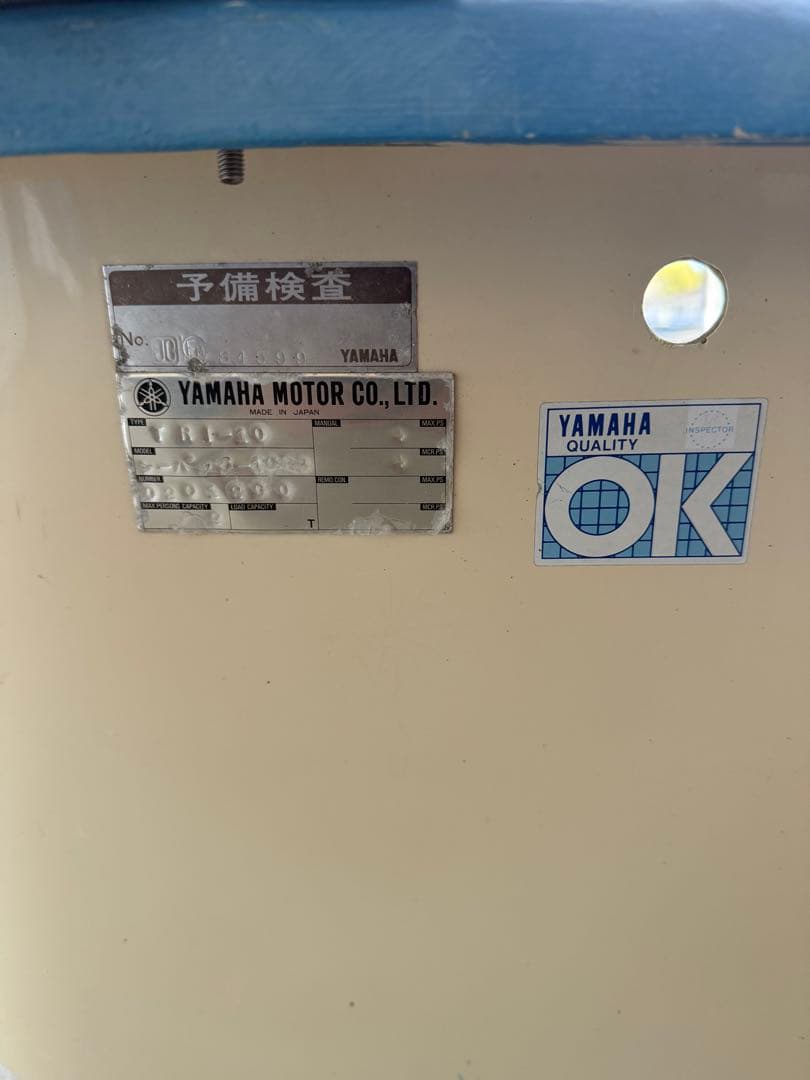 予備検査
No.
YAMAHA
YAMAHA MOTOR CO., LTD.
MADE IN JAPAN
TYPE
MANUAL
MAX.PS
MODEL
MCR.PS
NUMBER
REMO.CON.
MAX.PS
MAX PERSONS CAPACITY
LOAD CAPACITY
MCR.PS
T
YAMAHA
INSPECTOR
QUALITY
OK